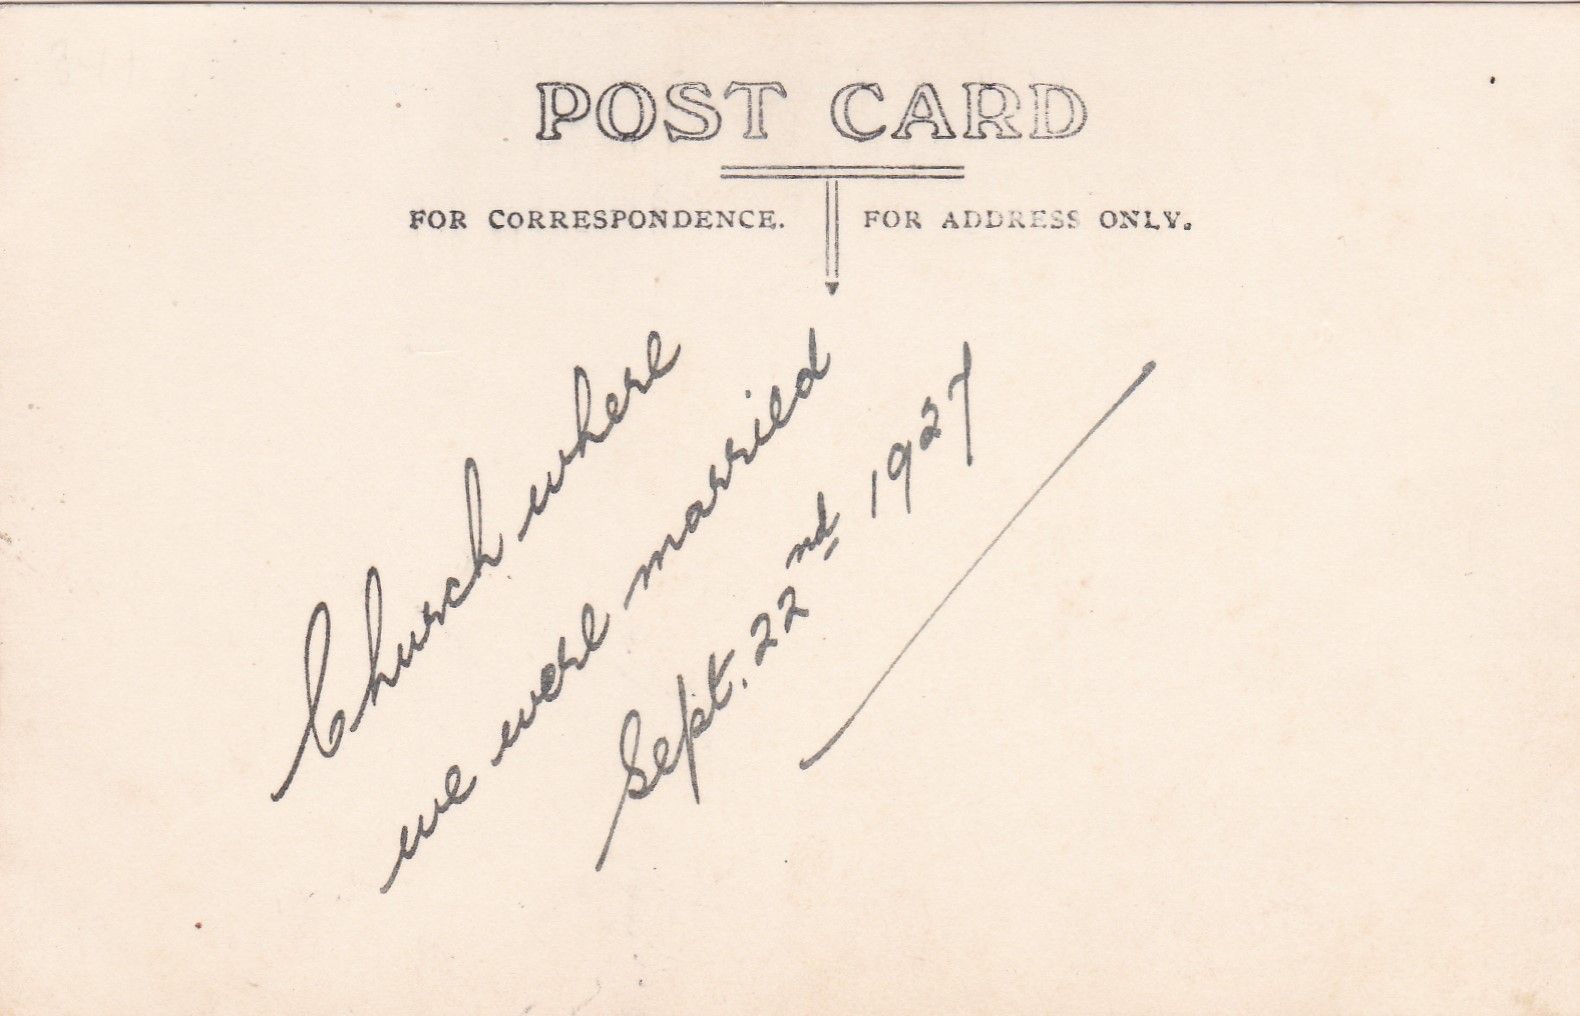 POST CARD
FOR CORRESPONDENCE.
FOR ADDRESS ONLY.
Church where
we were married
Sept. 22nd 1927